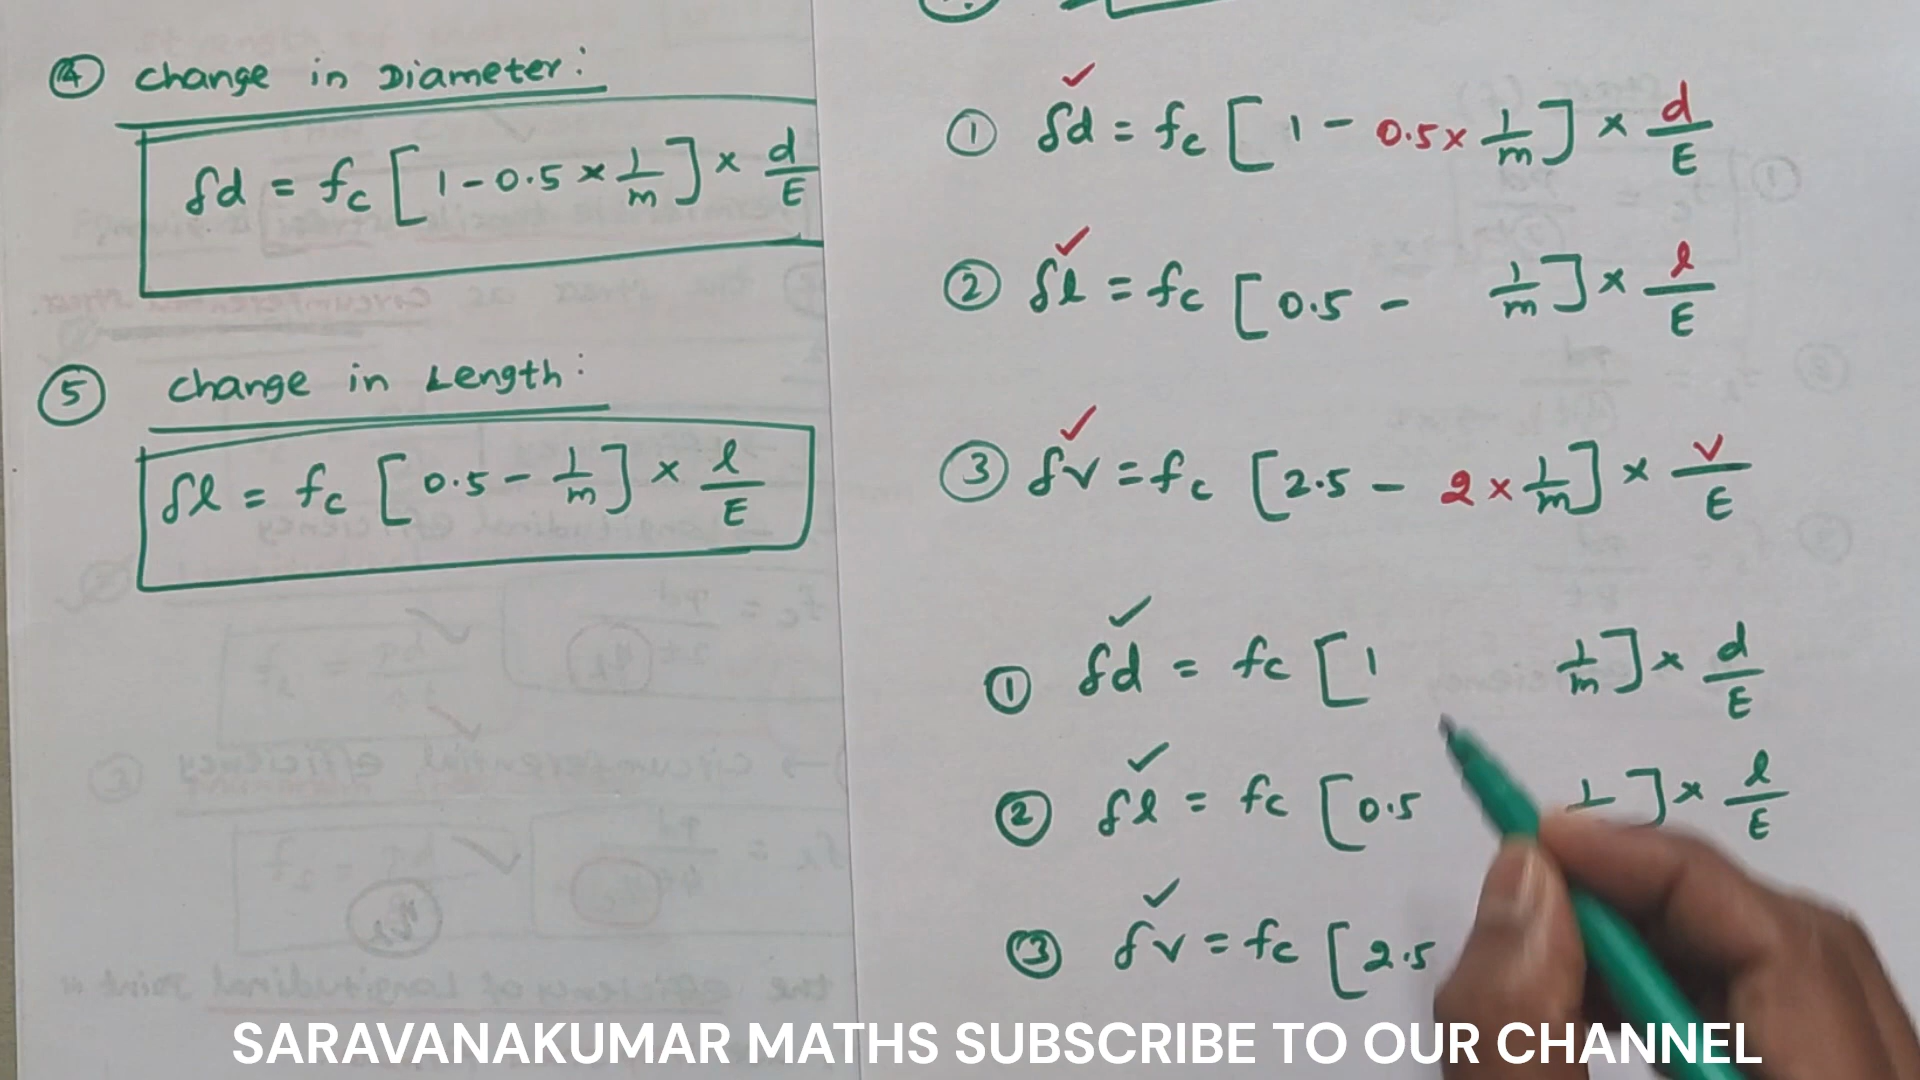 ④ Change in Diameter:
δd = fc [1 - 0.5 × 1/m] × d/E
⑤ Change in Length:
δl = fc [0.5 - 1/m] × l/E
① δd = fc [1 - 0.5 × 1/m] × d/E
② δl = fc [0.5 - 1/m] × l/E
③ δv = fc [2.5 - 2 × 1/m] × v/E
① δd = fc [1 1/m] × d/E
② δl = fc [0.5 1 ] × l/E
③ δv = fc [2.5
SARAVANAKUMAR MATHS SUBSCRIBE TO OUR CHANNEL